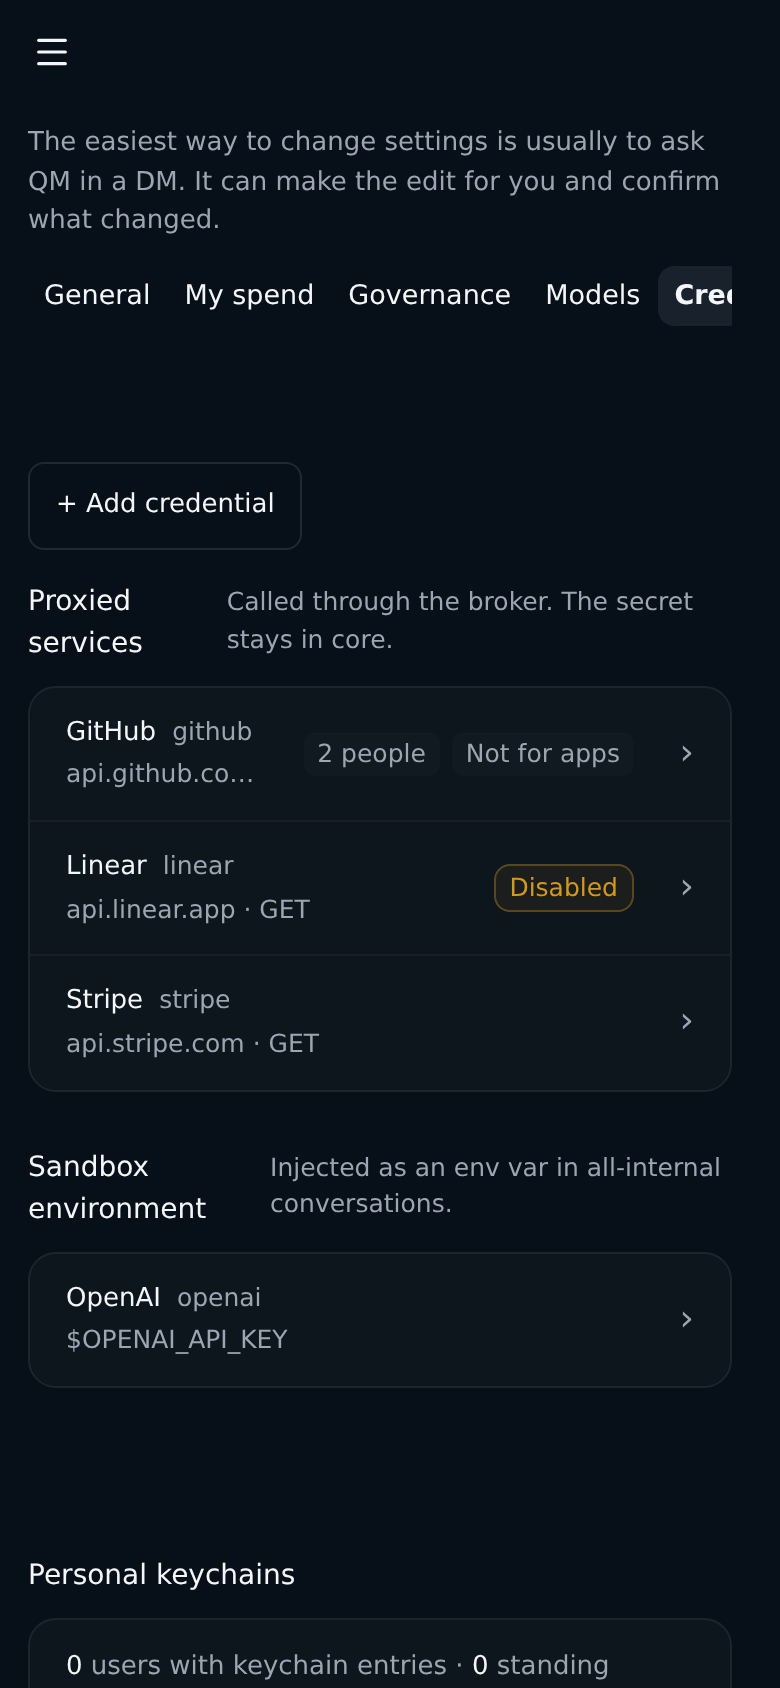 The easiest way to change settings is usually to ask
QM in a DM. It can make the edit for you and confirm
what changed.
General My spend Governance Models Cred
+ Add credential
Proxied
services
Called through the broker. The secret
stays in core.
GitHub github
api.github.co…
2 people Not for apps
Linear linear
api.linear.app · GET
Disabled
Stripe stripe
api.stripe.com · GET
Sandbox
environment
Injected as an env var in all-internal
conversations.
OpenAI openai
$OPENAI_API_KEY
Personal keychains
0 users with keychain entries · 0 standing